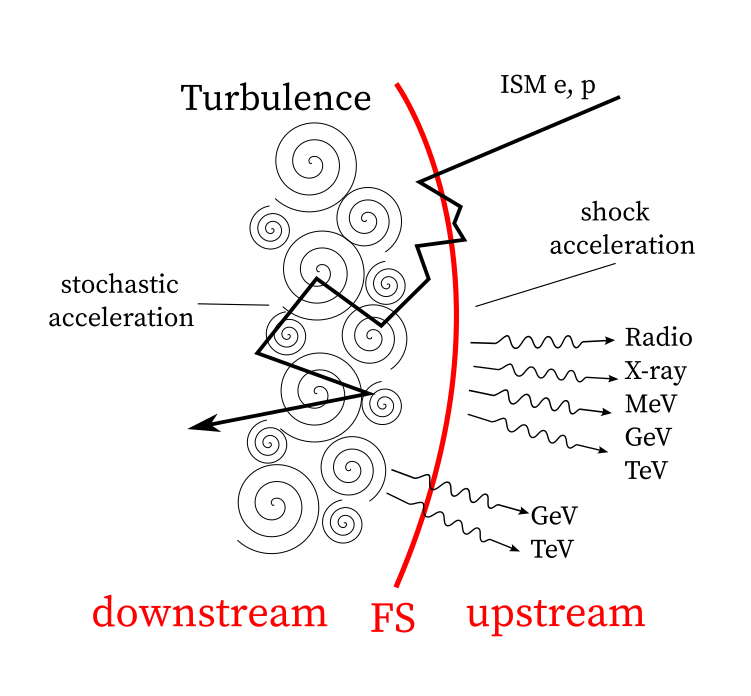 ISM e, p
Turbulence
shock
acceleration
stochastic
acceleration
Radio
X-ray
MeV
GeV
TeV
GeV
TeV
downstream
FS
upstream